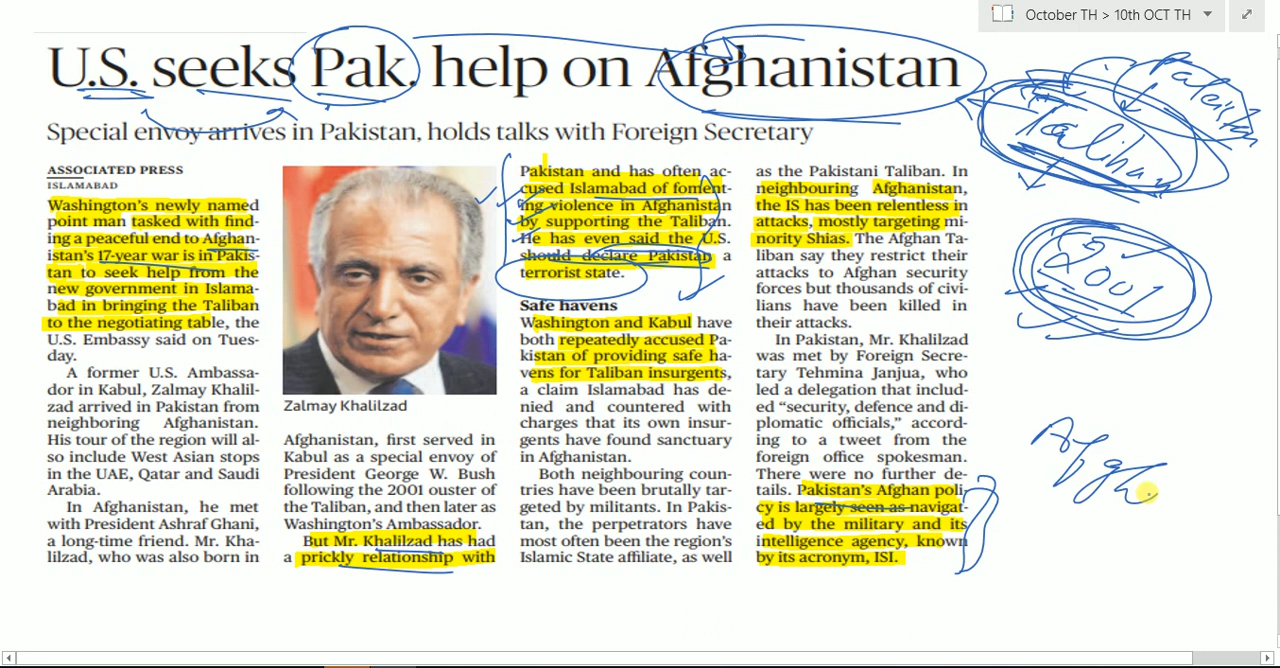 October TH > 10th OCT TH
U.S. seeks Pak. help on Afghanistan
Special envoy arrives in Pakistan, holds talks with Foreign Secretary
ASSOCIATED PRESS
ISLAMABAD
Washington's newly named
point man tasked with find-
ing a peaceful end to Afghan-
istan's 17-year war is in Pakis-
tan to seek help from the
new government in Islama-
bad in bringing the Taliban
to the negotiating table, the
U.S. Embassy said on Tues-
day.
A former U.S. Ambassa-
dor in Kabul, Zalmay Khalil-
zad arrived in Pakistan from
neighboring Afghanistan.
His tour of the region will al-
so include West Asian stops
in the UAE, Qatar and Saudi
Arabia.
In Afghanistan, he met
with President Ashraf Ghani,
a long-time friend. Mr. Kha-
lilzad, who was also born in
Zalmay Khalilzad
Afghanistan, first served in
Kabul as a special envoy of
President George W. Bush
following the 2001 ouster of
the Taliban, and then later as
Washington's Ambassador.
But Mr. Khalilzad has had
a prickly relationship with
Pakistan and has often ac-
cused Islamabad of foment-
ing violence in Afghanistan
by supporting the Taliban.
He has even said the U.S.
should declare Pakistan a
terrorist state.
Safe havens
Washington and Kabul have
both repeatedly accused Pa-
kistan of providing safe ha-
vens for Taliban insurgents,
a claim Islamabad has de-
nied and countered with
charges that its own insur-
gents have found sanctuary
in Afghanistan.
Both neighbouring coun-
tries have been brutally tar-
geted by militants. In Pakis-
tan, the perpetrators have
most often been the region's
Islamic State affiliate, as well
as the Pakistani Taliban. In
neighbouring Afghanistan,
the IS has been relentless in
attacks, mostly targeting mi-
nority Shias. The Afghan Ta-
liban say they restrict their
attacks to Afghan security
forces but thousands of civi-
lians have been killed in
their attacks.
In Pakistan, Mr. Khalilzad
was met by Foreign Secre-
tary Tehmina Janjua, who
led a delegation that includ-
ed "security, defence and di-
plomatic officials," accord-
ing to a tweet from the
foreign office spokesman.
There were no further de-
tails. Pakistan's Afghan poli-
cy is largely seen as navigat-
ed by the military and its
intelligence agency, known
by its acronym, ISI.
Taliban
2001
Afgh